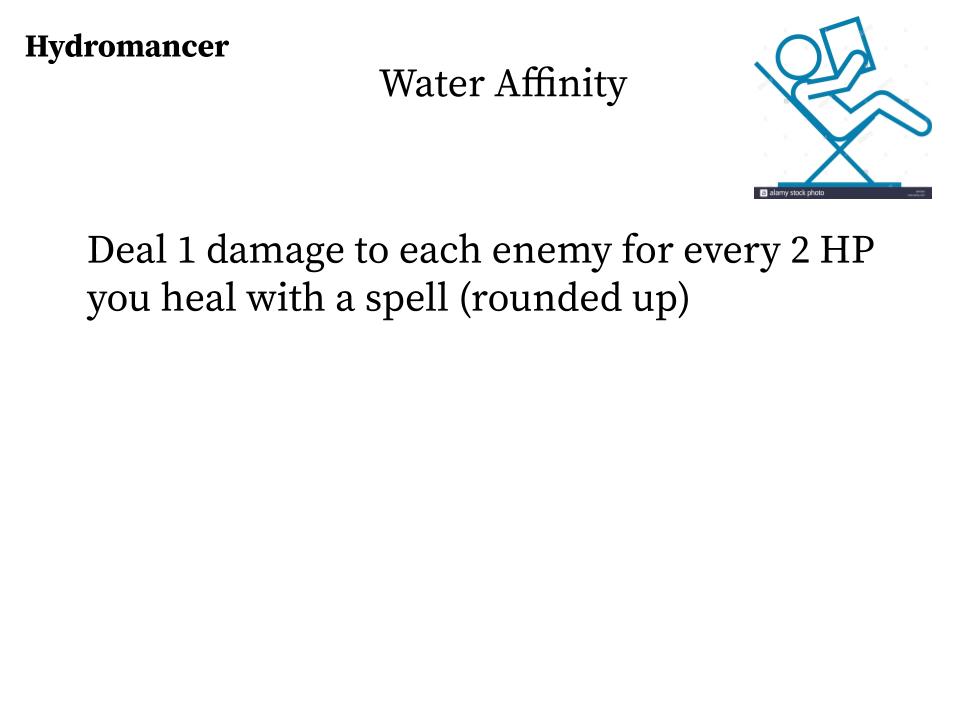 Hydromancer
Water Affinity
alamy stock photo
Deal 1 damage to each enemy for every 2 HP
you heal with a spell (rounded up)